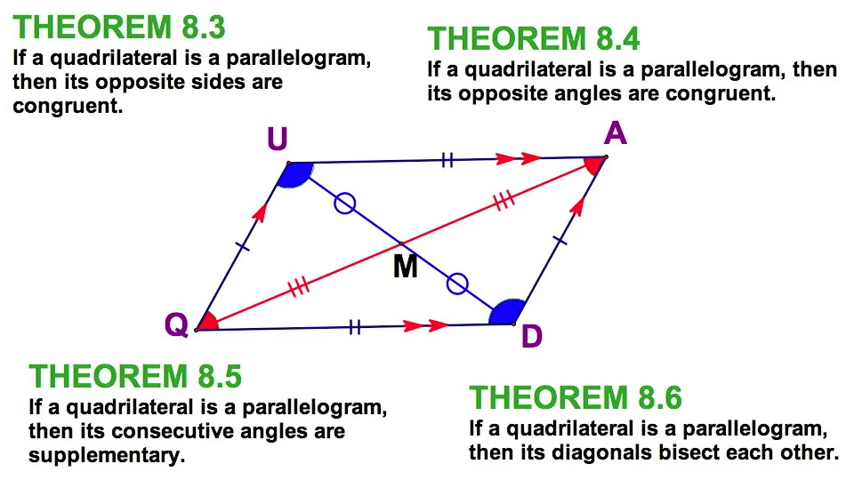 THEOREM 8.3
If a quadrilateral is a parallelogram,
then its opposite sides are
congruent.
THEOREM 8.4
If a quadrilateral is a parallelogram, then
its opposite angles are congruent.
U
A
M
Q
D
THEOREM 8.5
If a quadrilateral is a parallelogram,
then its consecutive angles are
supplementary.
THEOREM 8.6
If a quadrilateral is a parallelogram,
then its diagonals bisect each other.